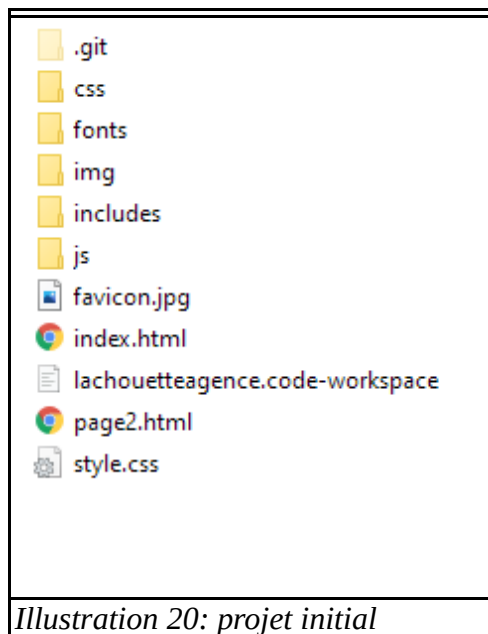 .git
css
fonts
img
includes
js
favicon.jpg
index.html
lachouetteagence.code-workspace
page2.html
style.css
Illustration 20: projet initial